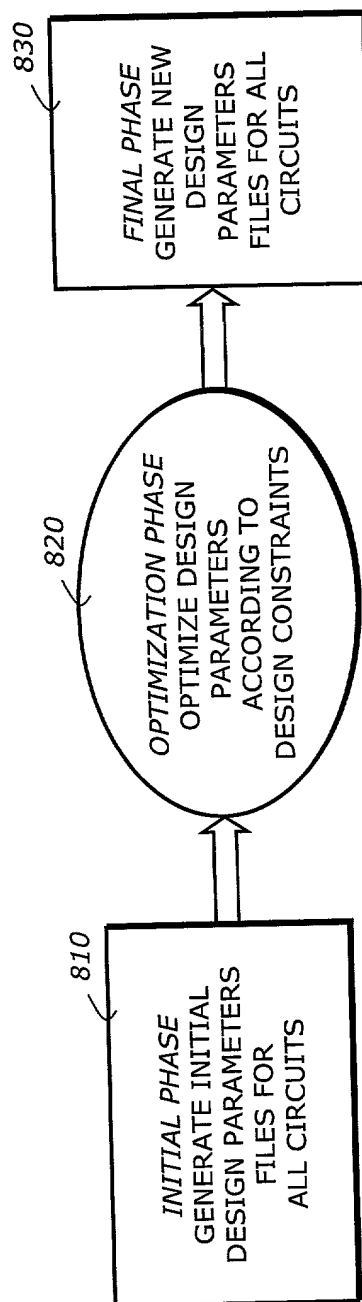 810
INITIAL PHASE
GENERATE INITIAL
DESIGN PARAMETERS
FILES FOR
ALL CIRCUITS
820
OPTIMIZATION PHASE
OPTIMIZE DESIGN
PARAMETERS
ACCORDING TO
DESIGN CONSTRAINTS
830
FINAL PHASE
GENERATE NEW
DESIGN
PARAMETERS
FILES FOR ALL
CIRCUITS